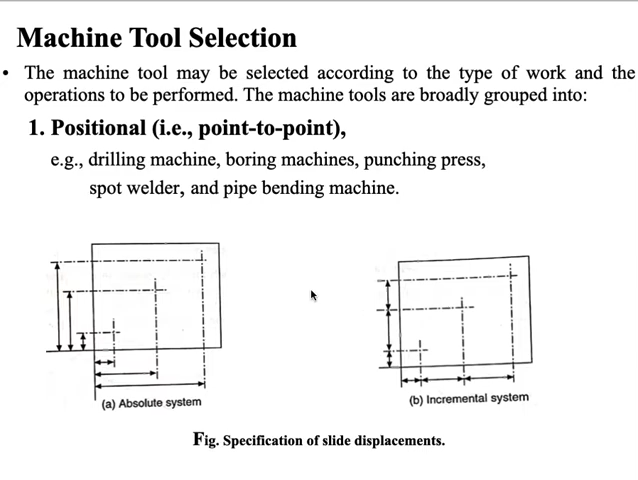 Machine Tool Selection
• The machine tool may be selected according to the type of work and the
operations to be performed. The machine tools are broadly grouped into:
1. Positional (i.e., point-to-point),
e.g., drilling machine, boring machines, punching press,
spot welder, and pipe bending machine.
(a) Absolute system
(b) Incremental system
Fig. Specification of slide displacements.